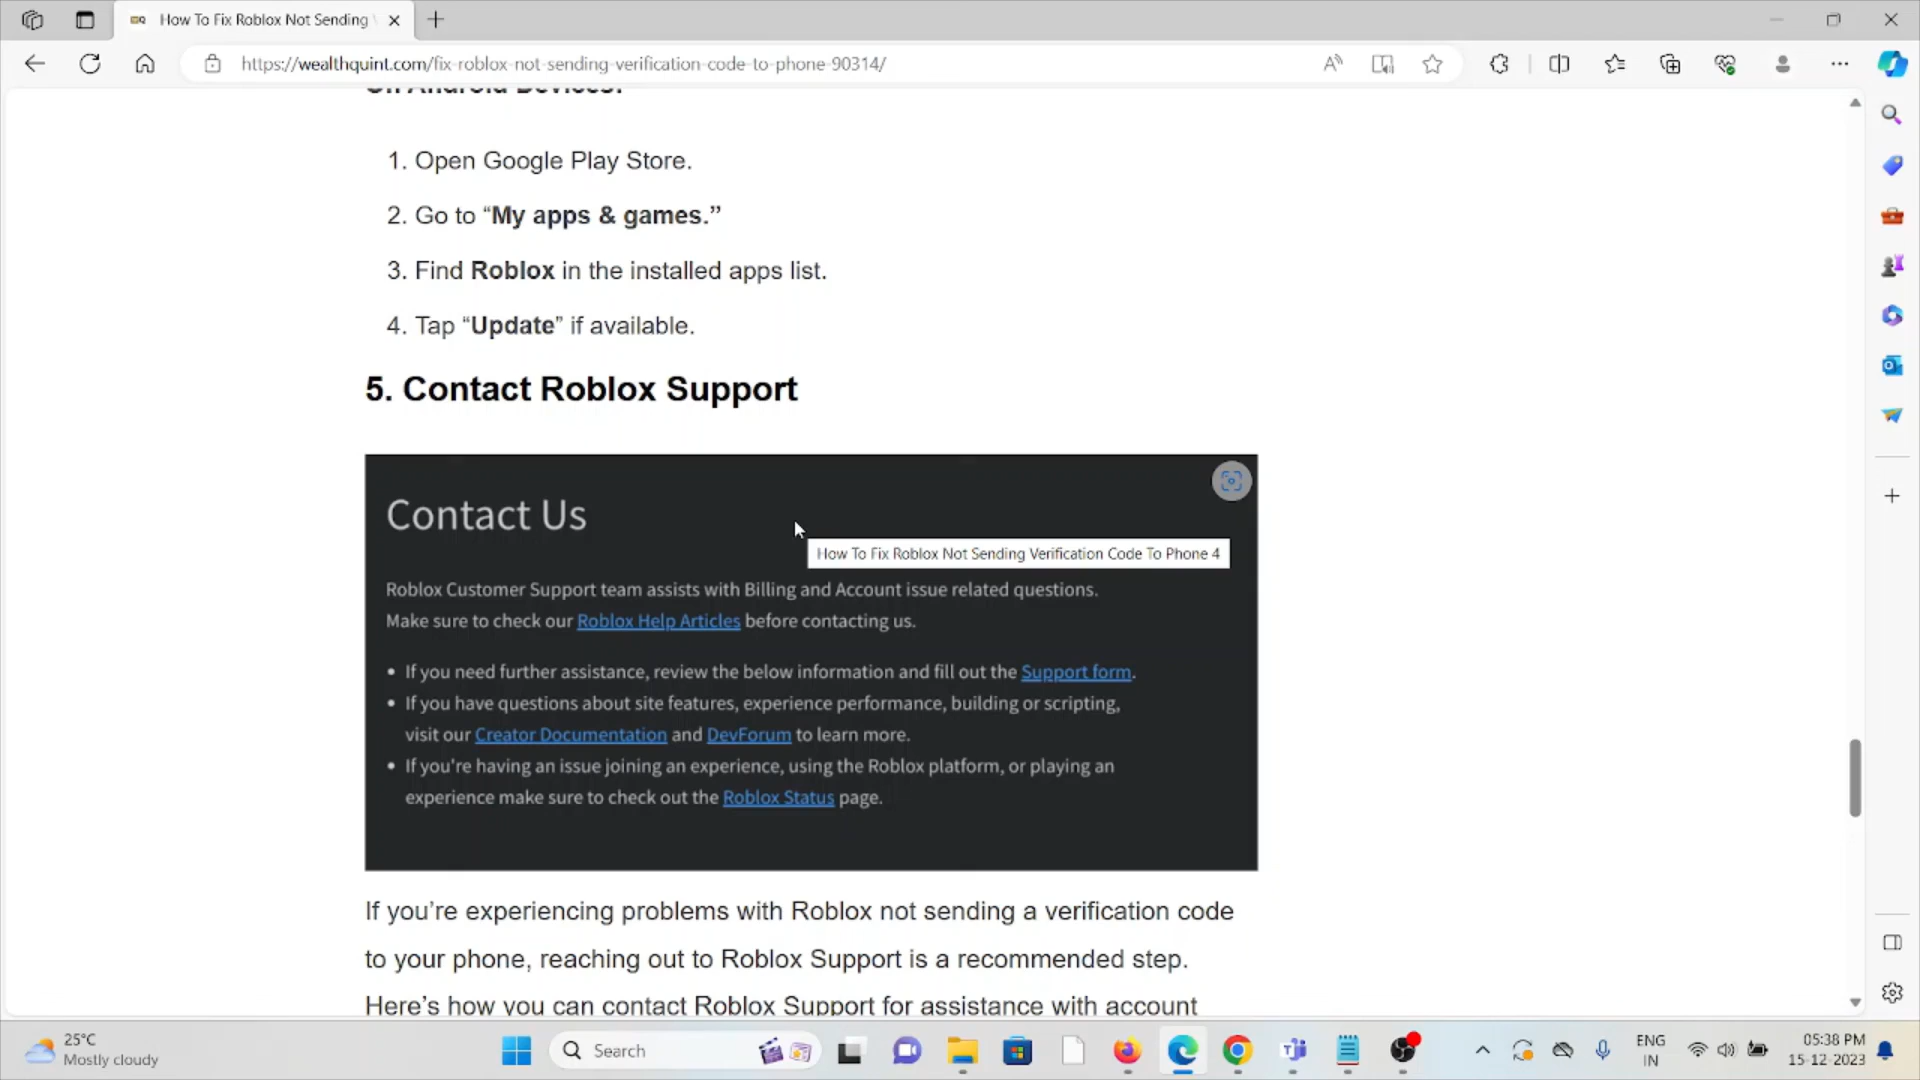 How To Fix Roblox Not Sending
https://wealthquint.com/fix-roblox-not-sending-verification-code-to-phone-90314/
On Android Devices:
1. Open Google Play Store.
2. Go to “My apps & games.”
3. Find Roblox in the installed apps list.
4. Tap “Update” if available.
5. Contact Roblox Support
Contact Us
How To Fix Roblox Not Sending Verification Code To Phone 4
Roblox Customer Support team assists with Billing and Account issue related questions.
Make sure to check our Roblox Help Articles before contacting us.
• If you need further assistance, review the below information and fill out the Support form.
• If you have questions about site features, experience performance, building or scripting,
visit our Creator Documentation and DevForum to learn more.
• If you're having an issue joining an experience, using the Roblox platform, or playing an
experience make sure to check out the Roblox Status page.
If you’re experiencing problems with Roblox not sending a verification code
to your phone, reaching out to Roblox Support is a recommended step.
Here’s how you can contact Roblox Support for assistance with account
25°C
Mostly cloudy
Search
ENG
IN
05:38 PM
15-12-2023